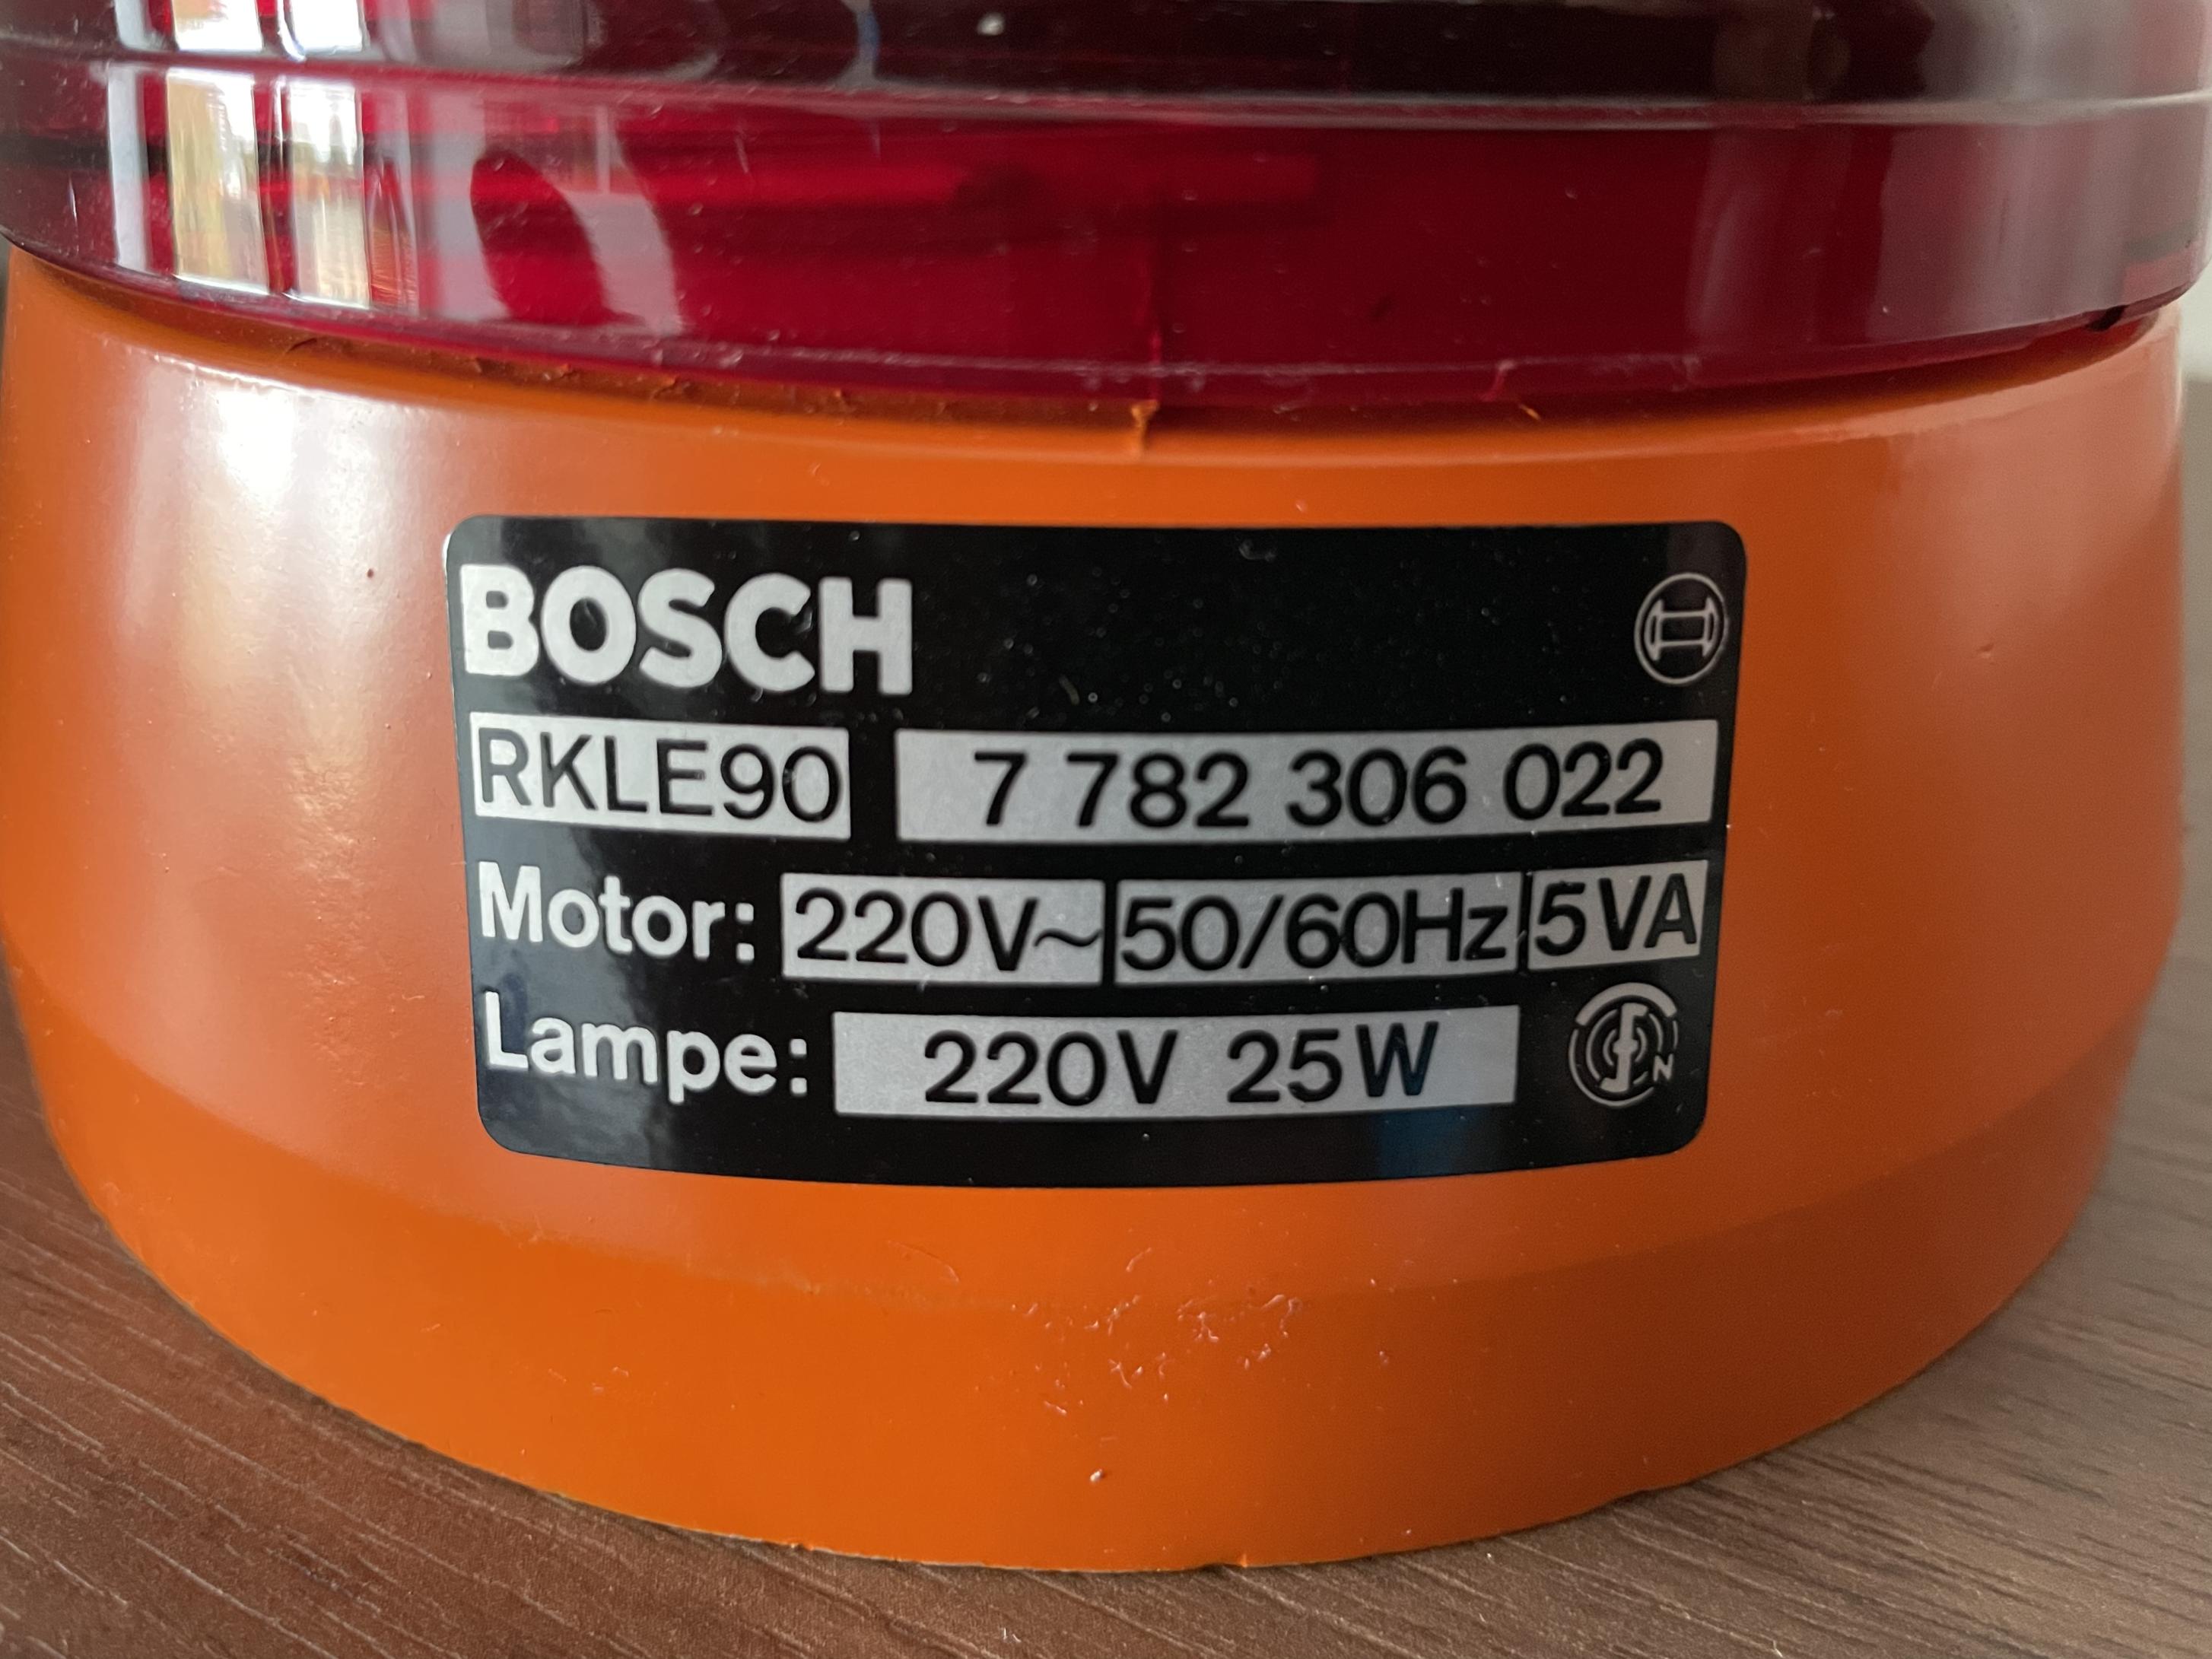 BOSCH
RKLE90 7 782 306 022
Motor: 220V~ 50/60Hz 5VA
Lampe: 220V 25W
N